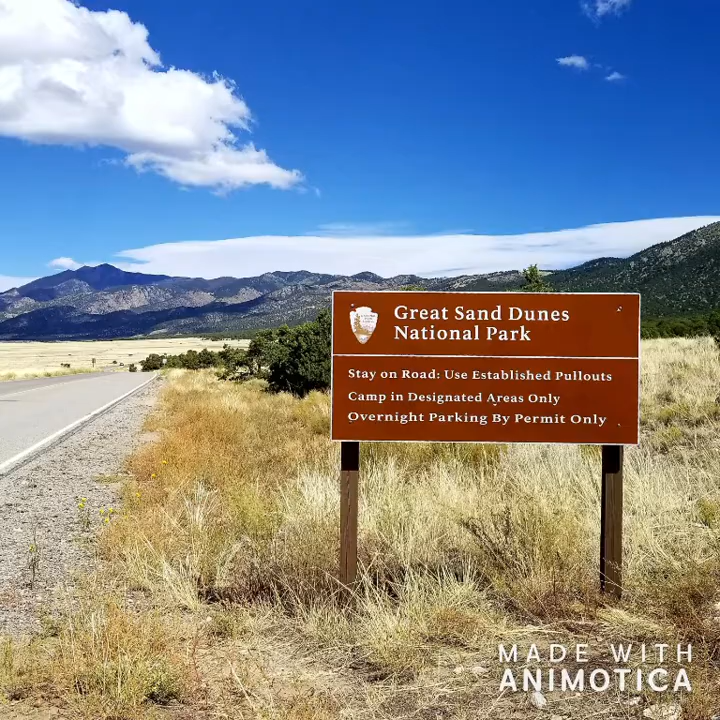 Great Sand Dunes
National Park
Stay on Road: Use Established Pullouts
Camp in Designated Areas Only
Overnight Parking By Permit Only
MADE WITH
ANIMOTICA